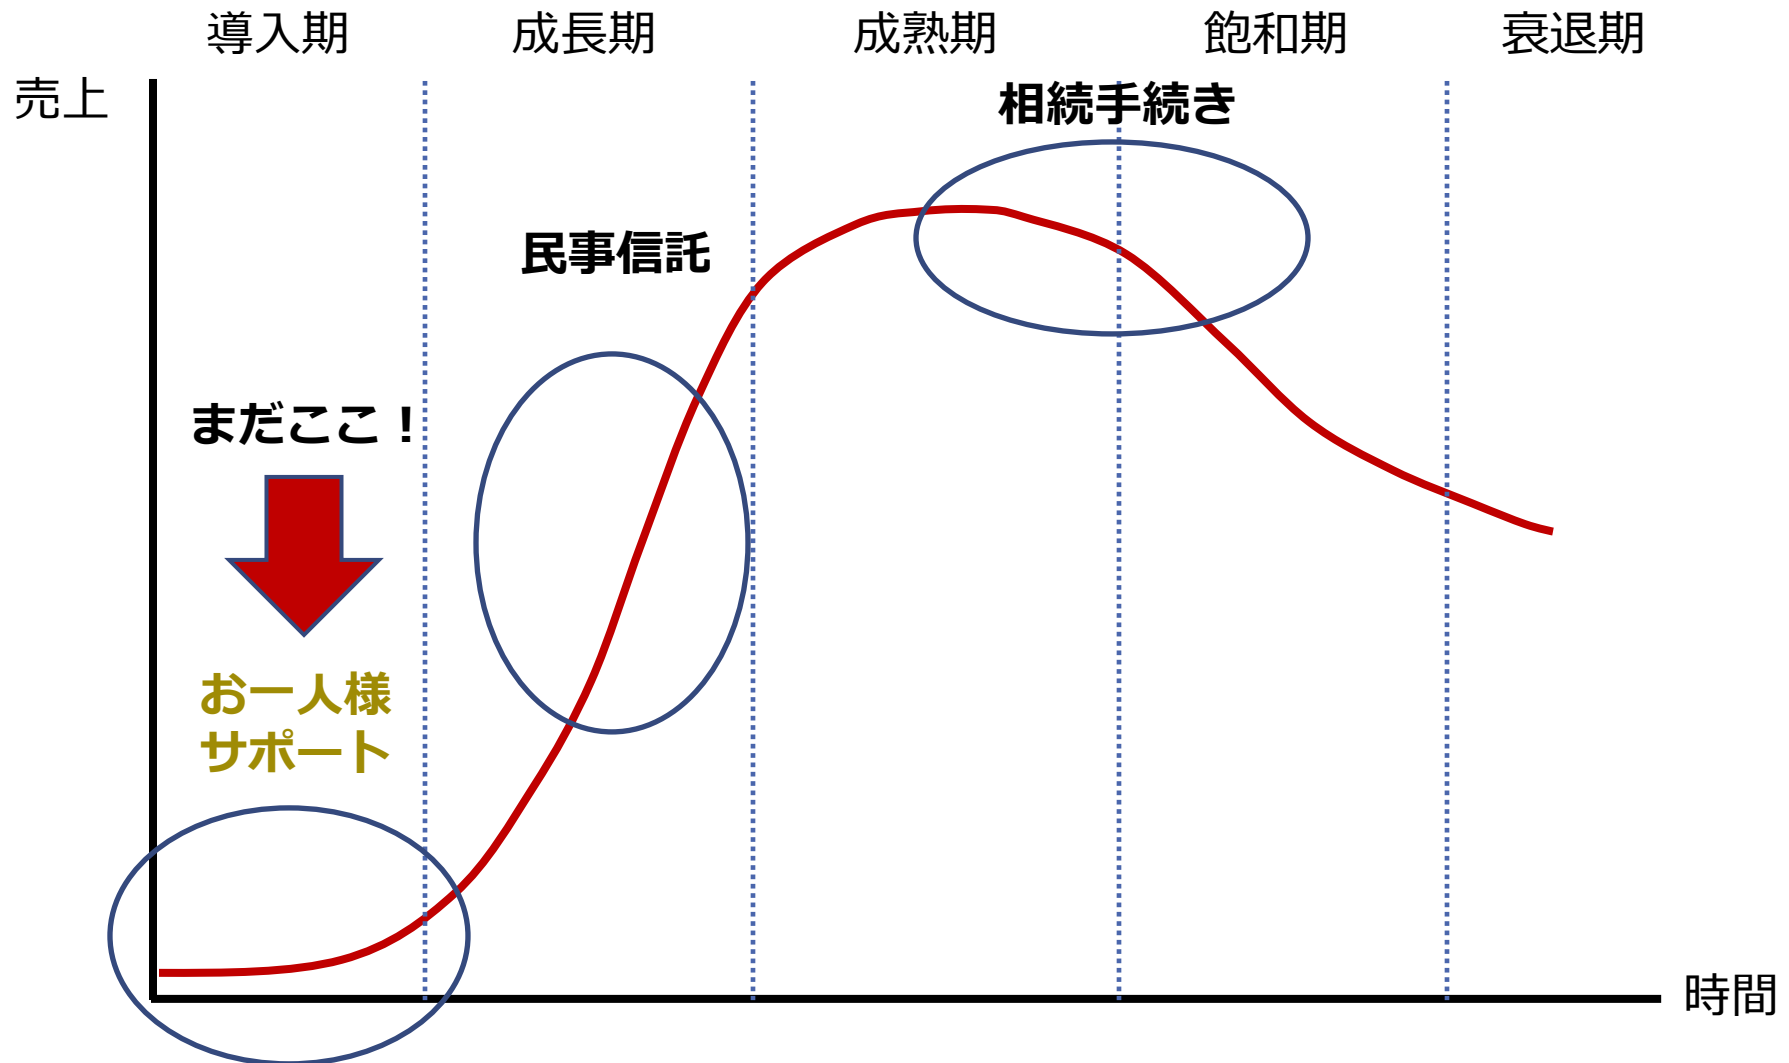 導入期
成長期
成熟期
飽和期
衰退期
売上
相続手続き
民事信託
まだここ！
お一人様
サポート
時間